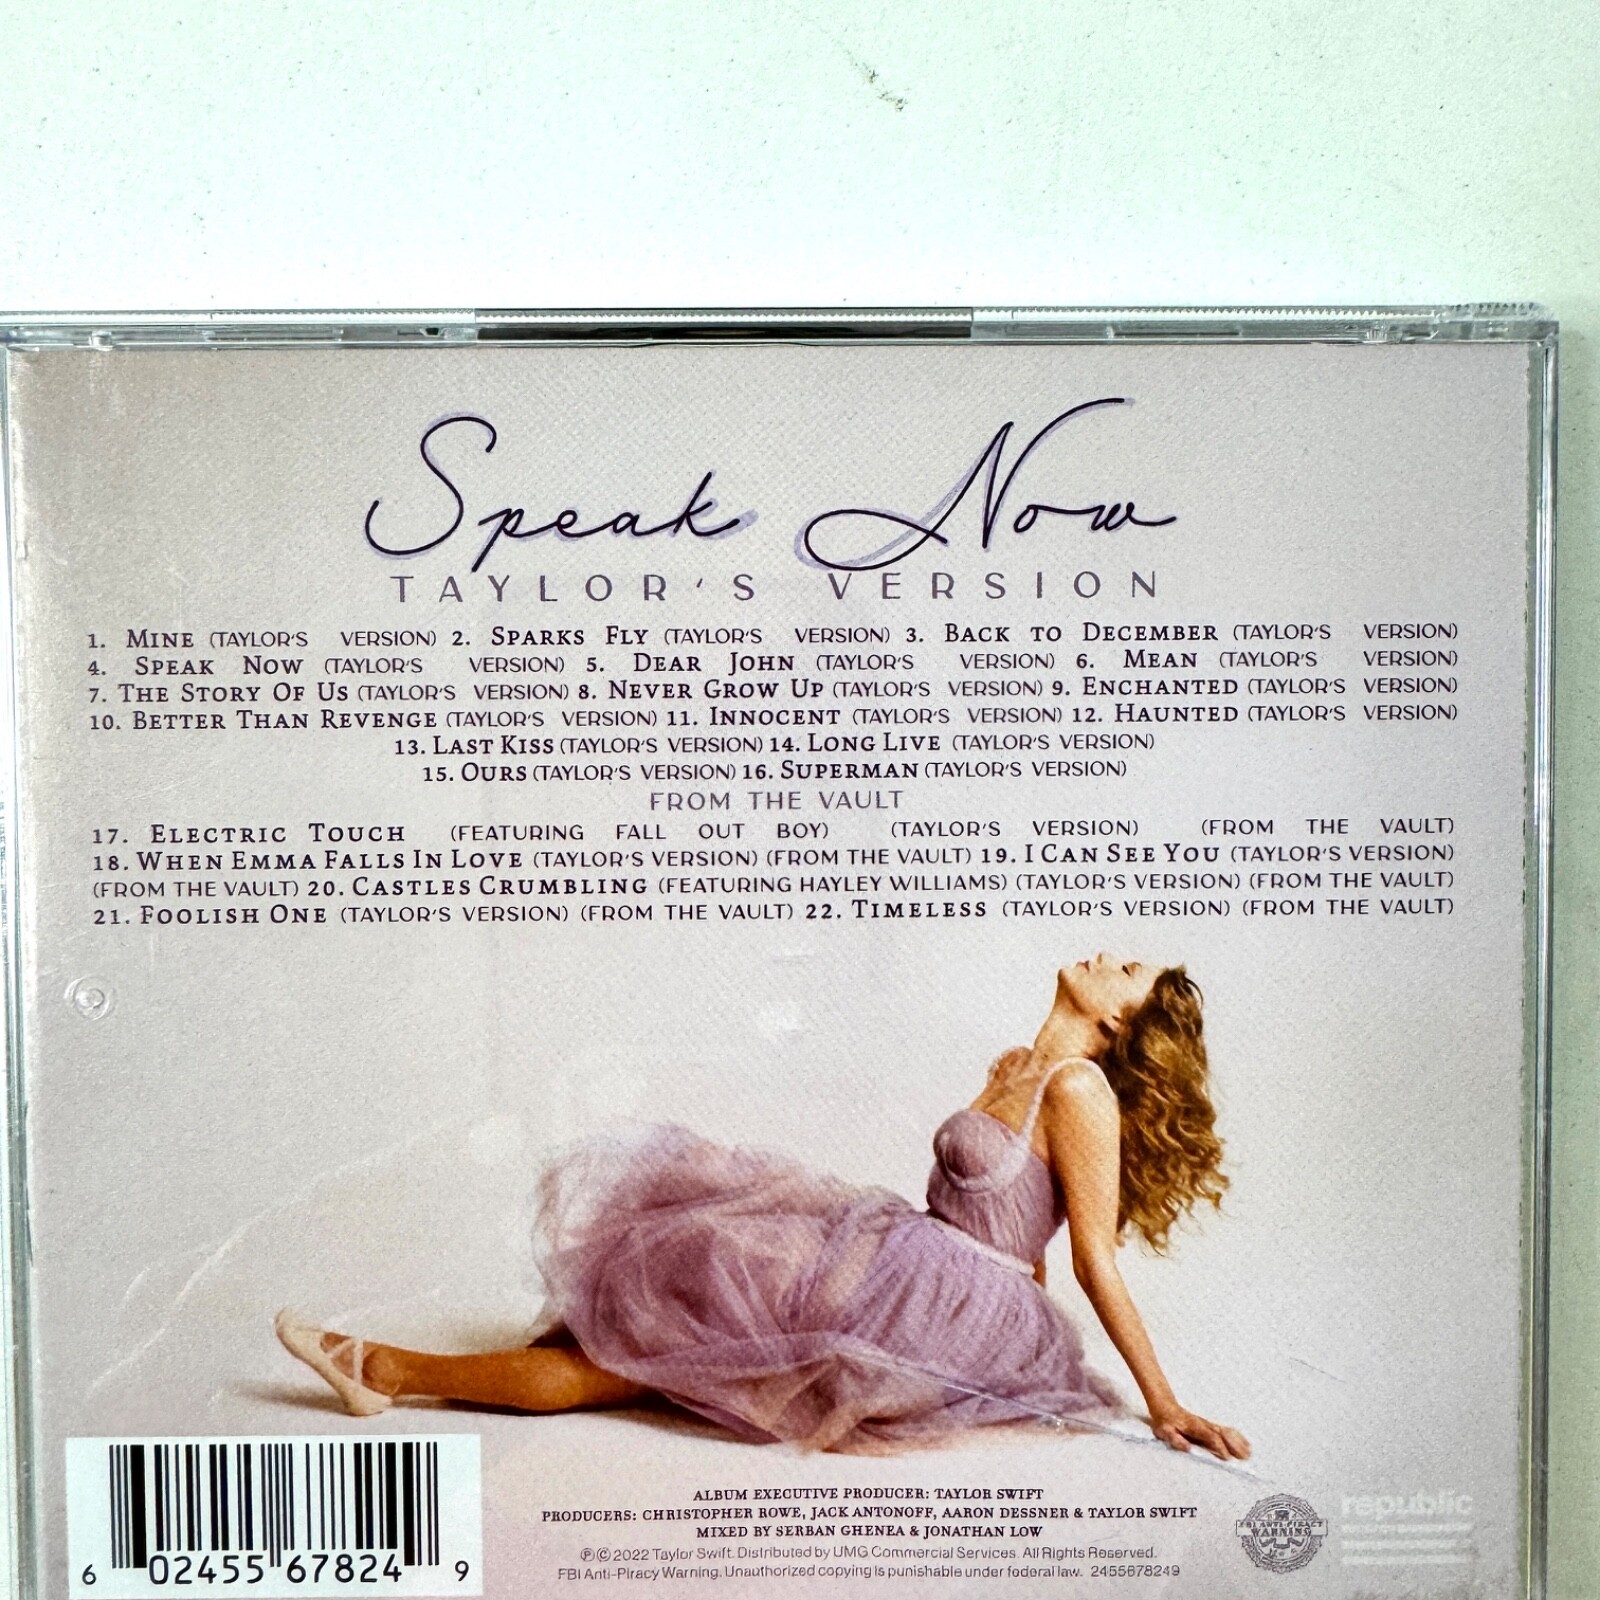 Speak Now
TAYLOR'S VERSION
1. MINE (TAYLOR'S VERSION) 2. SPARKS FLY (TAYLOR'S VERSION) 3. BACK TO DECEMBER (TAYLOR'S VERSION)
4. SPEAK NOW (TAYLOR'S VERSION) 5. DEAR JOHN (TAYLOR'S VERSION) 6. MEAN (TAYLOR'S VERSION)
7. THE STORY OF US (TAYLOR'S VERSION) 8. NEVER GROW UP (TAYLOR'S VERSION) 9. ENCHANTED (TAYLOR'S VERSION)
10. BETTER THAN REVENGE (TAYLOR'S VERSION) 11. INNOCENT (TAYLOR'S VERSION) 12. HAUNTED (TAYLOR'S VERSION)
13. LAST KISS (TAYLOR'S VERSION) 14. LONG LIVE (TAYLOR'S VERSION)
15. OURS (TAYLOR'S VERSION) 16. SUPERMAN (TAYLOR'S VERSION)
FROM THE VAULT
17. ELECTRIC TOUCH (FEATURING FALL OUT BOY) (TAYLOR'S VERSION) (FROM THE VAULT)
18. WHEN EMMA FALLS IN LOVE (TAYLOR'S VERSION) (FROM THE VAULT) 19. I CAN SEE YOU (TAYLOR'S VERSION)
(FROM THE VAULT) 20. CASTLES CRUMBLING (FEATURING HAYLEY WILLIAMS) (TAYLOR'S VERSION) (FROM THE VAULT)
21. FOOLISH ONE (TAYLOR'S VERSION) (FROM THE VAULT) 22. TIMELESS (TAYLOR'S VERSION) (FROM THE VAULT)
ALBUM EXECUTIVE PRODUCER: TAYLOR SWIFT
PRODUCERS: CHRISTOPHER ROWE, JACK ANTONOFF, AARON DESSNER & TAYLOR SWIFT
MIXED BY SERBAN GHENEA & JONATHAN LOW
℗© 2022 Taylor Swift. Distributed by UMG Commercial Services. All Rights Reserved.
FBI Anti-Piracy Warning. Unauthorized copying is punishable under federal law. 2455678249
FBI ANTI-PIRACY
WARNING
republic
6 02455 67824 9